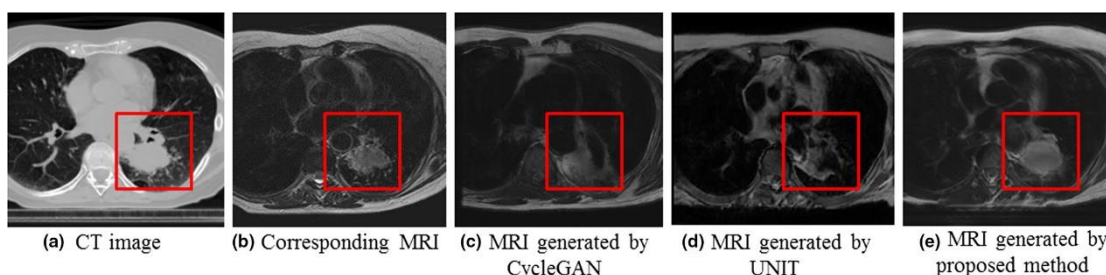 (a) CT image
(b) Corresponding MRI
(c) MRI generated by
CycleGAN
(d) MRI generated by
UNIT
(e) MRI generated by
proposed method